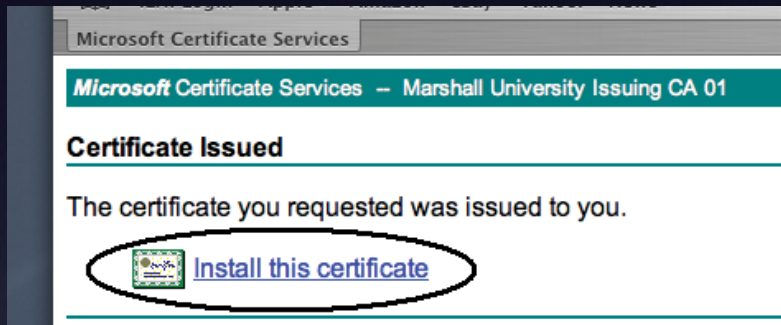 Microsoft Certificate Services
Microsoft Certificate Services -- Marshall University Issuing CA 01
Certificate Issued
The certificate you requested was issued to you.
Install this certificate